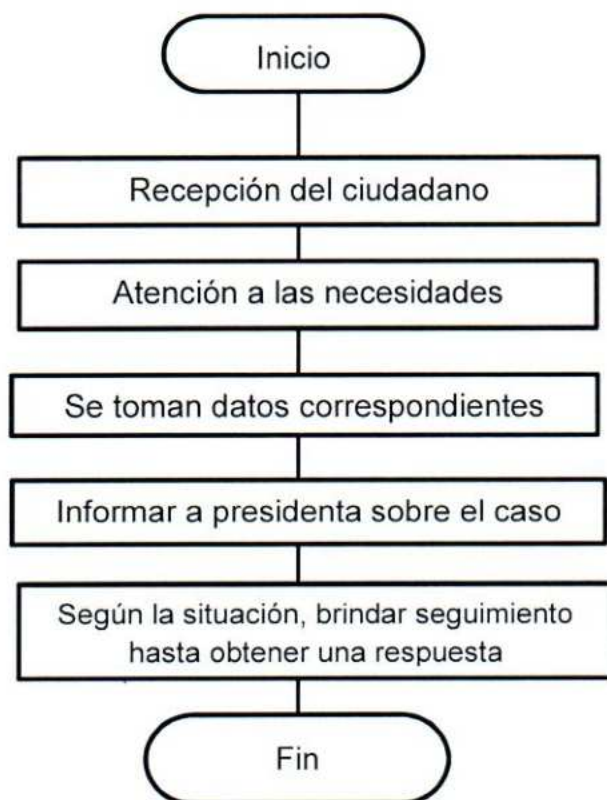 Inicio
Recepción del ciudadano
Atención a las necesidades
Se toman datos correspondientes
Informar a presidenta sobre el caso
Según la situación, brindar seguimiento
hasta obtener una respuesta
Fin